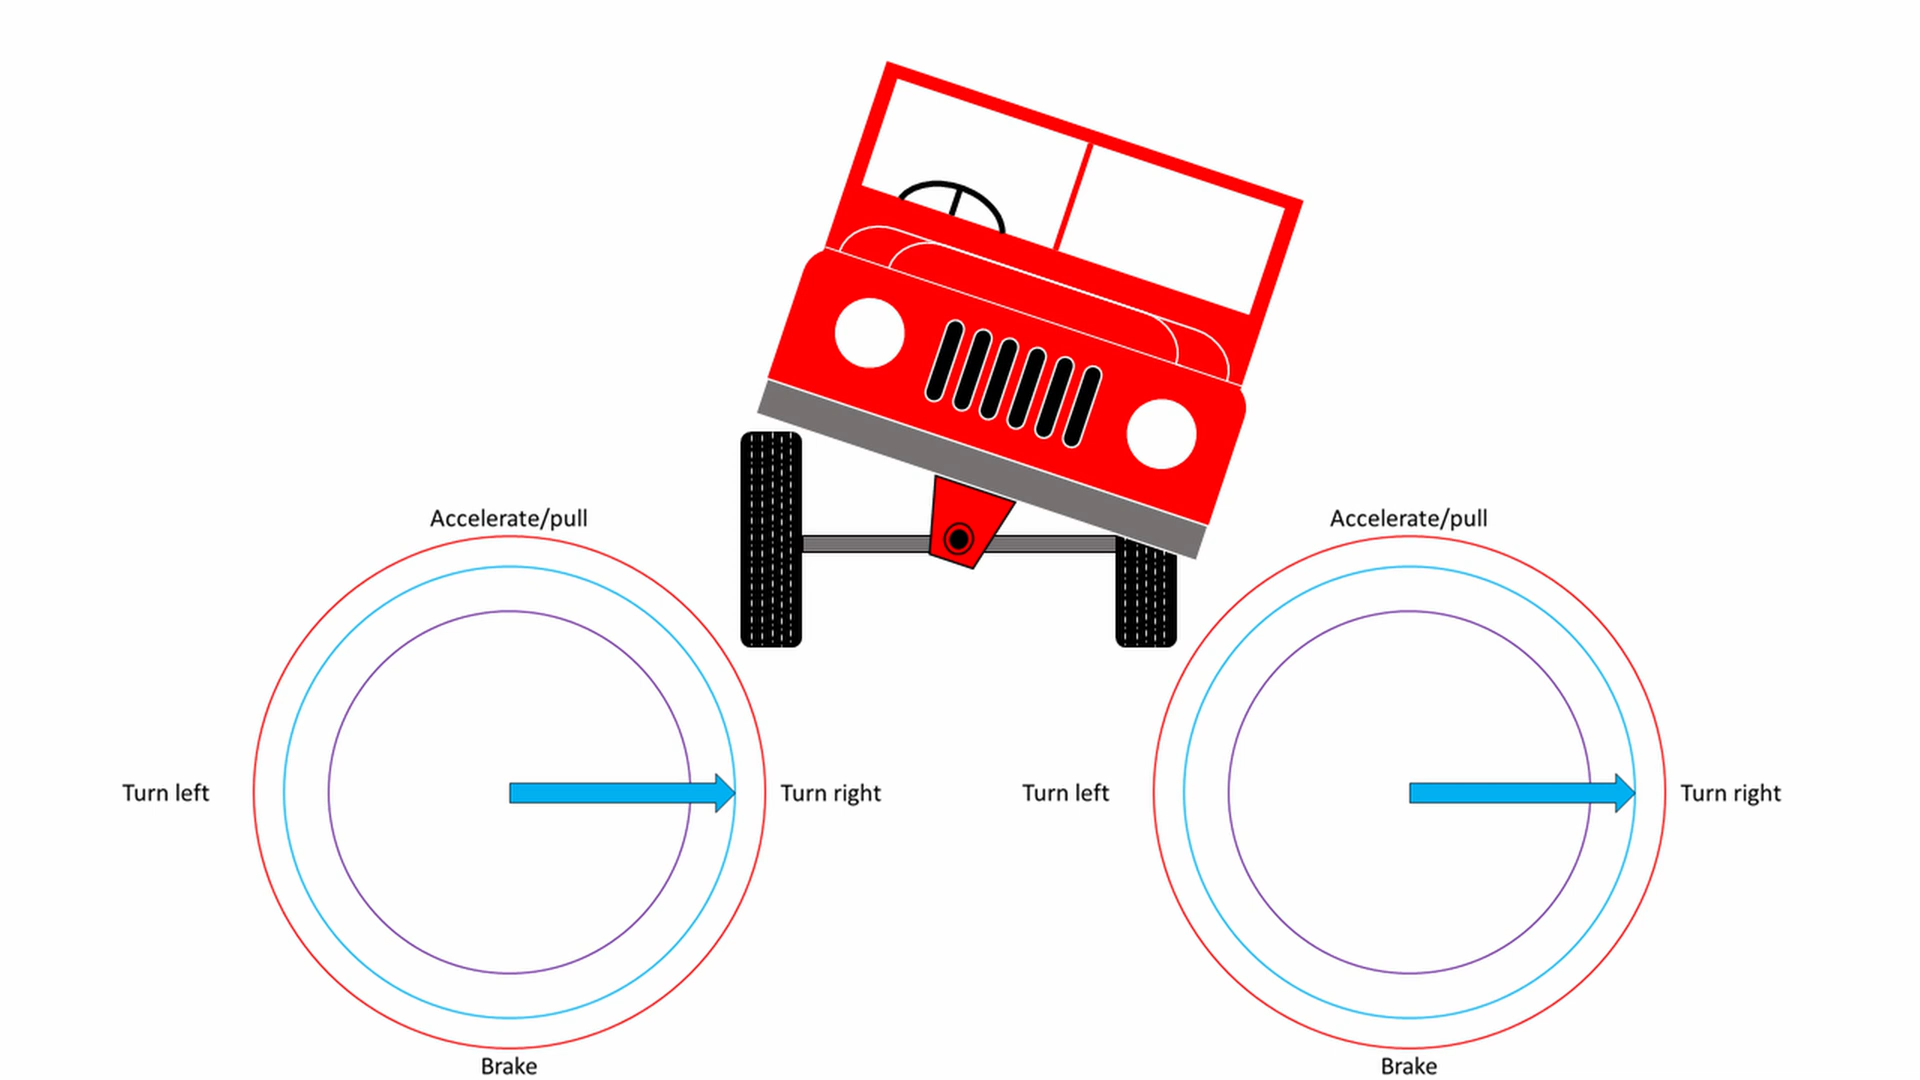 Accelerate/pull
Accelerate/pull
Turn left
Turn right
Turn left
Turn right
Brake
Brake